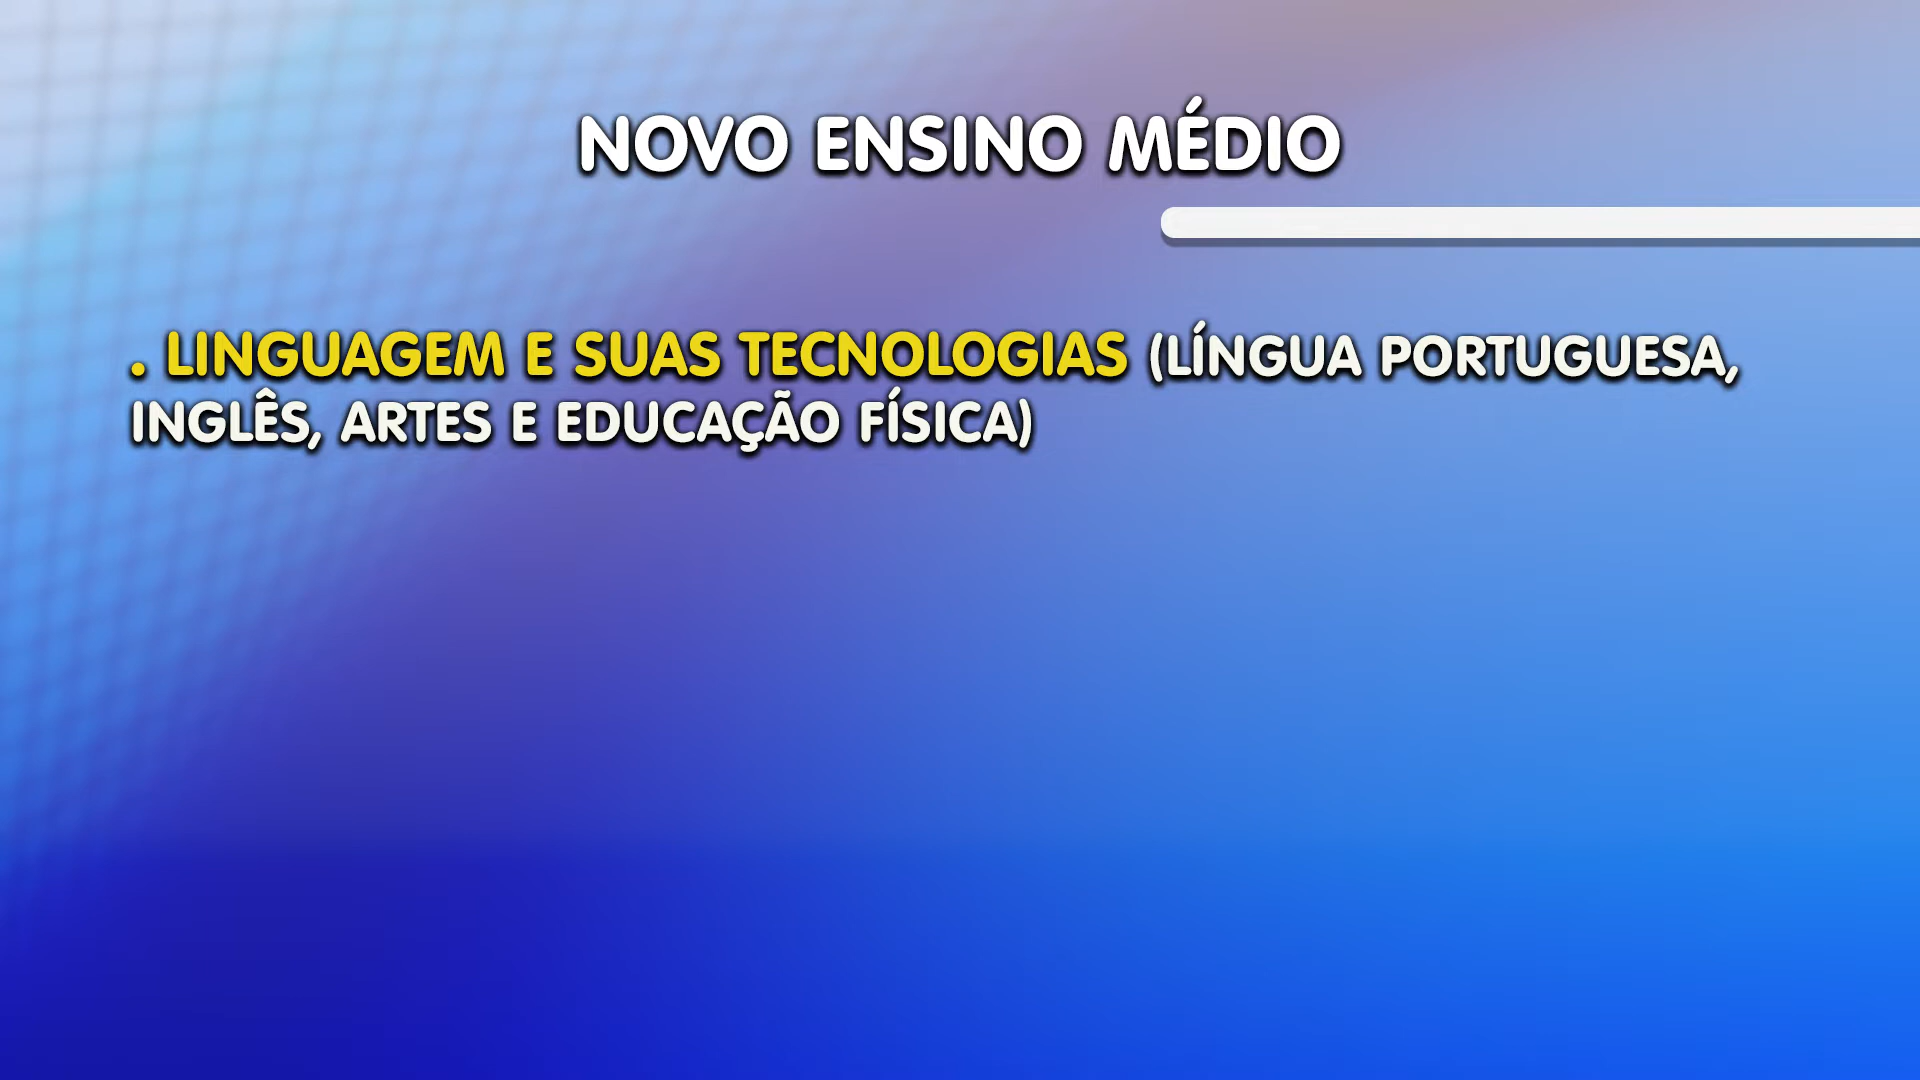 NOVO ENSINO MÉDIO
. LINGUAGEM E SUAS TECNOLOGIAS (LÍNGUA PORTUGUESA,
INGLÊS, ARTES E EDUCAÇÃO FÍSICA)